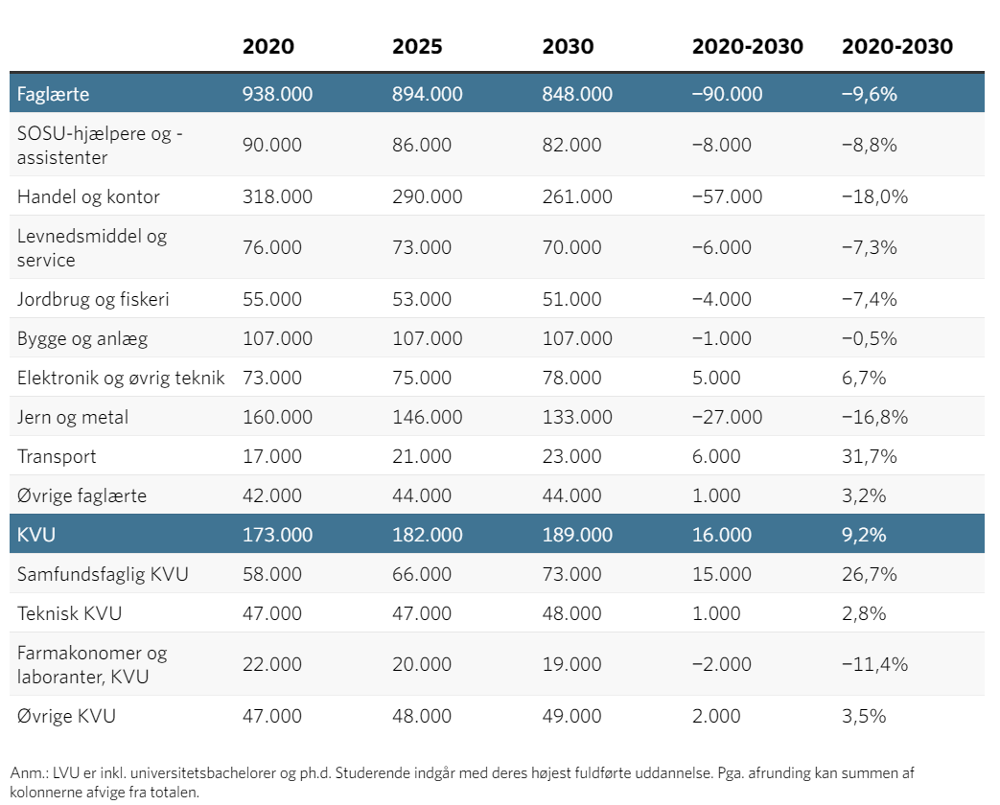 2020 2025 2030 2020-2030 2020-2030
Faglærte 938.000 894.000 848.000 −90.000 −9,6%
SOSU-hjælpere og -
assistenter 90.000 86.000 82.000 −8.000 −8,8%
Handel og kontor 318.000 290.000 261.000 −57.000 −18,0%
Levnedsmiddel og
service 76.000 73.000 70.000 −6.000 −7,3%
Jordbrug og fiskeri 55.000 53.000 51.000 −4.000 −7,4%
Bygge og anlæg 107.000 107.000 107.000 −1.000 −0,5%
Elektronik og øvrig teknik 73.000 75.000 78.000 5.000 6,7%
Jern og metal 160.000 146.000 133.000 −27.000 −16,8%
Transport 17.000 21.000 23.000 6.000 31,7%
Øvrige faglærte 42.000 44.000 44.000 1.000 3,2%
KVU 173.000 182.000 189.000 16.000 9,2%
Samfundsfaglig KVU 58.000 66.000 73.000 15.000 26,7%
Teknisk KVU 47.000 47.000 48.000 1.000 2,8%
Farmakonomer og
laboranter, KVU 22.000 20.000 19.000 −2.000 −11,4%
Øvrige KVU 47.000 48.000 49.000 2.000 3,5%
Anm.: LVU er inkl. universitetsbachelorer og ph.d. Studerende indgår med deres højest fuldførte uddannelse. Pga. afrunding kan summen af
kolonnerne afvige fra totalen.